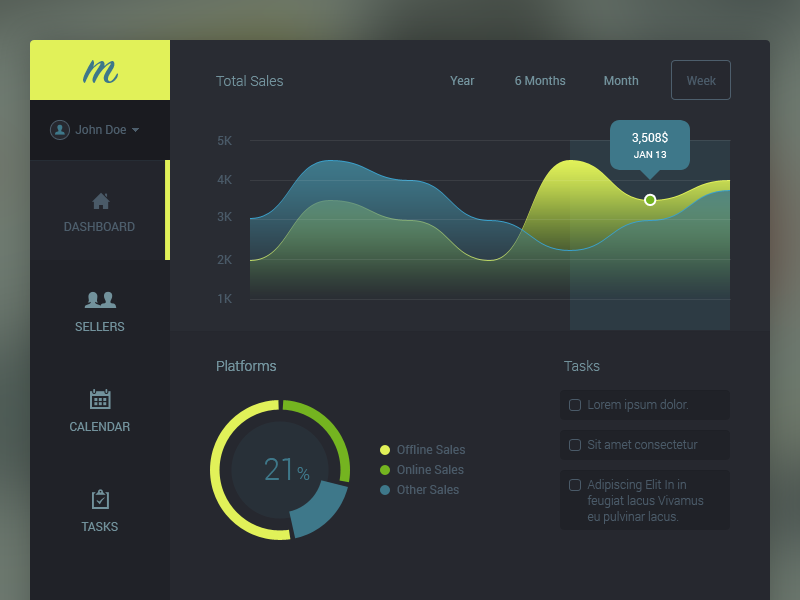 m
John Doe
DASHBOARD
SELLERS
CALENDAR
TASKS
Total Sales
Year
6 Months
Month
Week
5K
4K
3K
2K
1K
3,508$
JAN 13
Platforms
21%
Offline Sales
Online Sales
Other Sales
Tasks
Lorem ipsum dolor.
Sit amet consectetur
Adipiscing Elit In in
feugiat lacus Vivamus
eu pulvinar lacus.